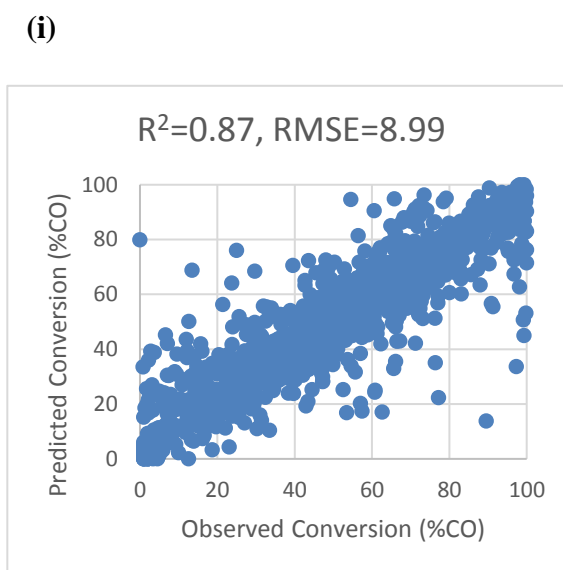 (i)
R²=0.87, RMSE=8.99
Predicted Conversion (%CO)
100
80
60
40
20
0
0 20 40 60 80 100
Observed Conversion (%CO)